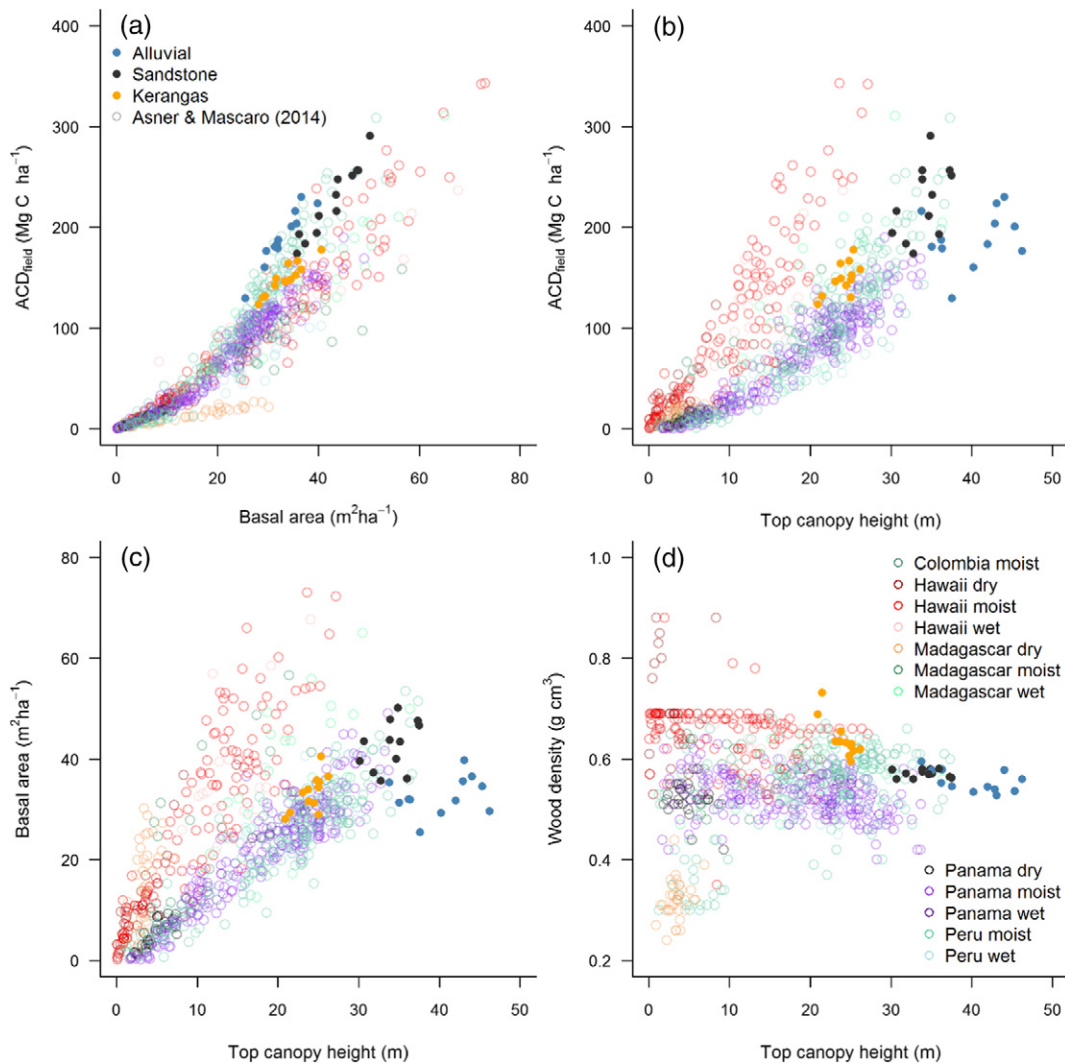 (a)
400
300
200
100
0
ACDfield (Mg C ha⁻¹)
Alluvial
Sandstone
Kerangas
Asner & Mascaro (2014)
0 20 40 60 80
Basal area (m²ha⁻¹)
(b)
400
300
200
100
0
ACDfield (Mg C ha⁻¹)
0 10 20 30 40 50
Top canopy height (m)
(c)
80
60
40
20
0
Basal area (m²ha⁻¹)
0 10 20 30 40 50
Top canopy height (m)
(d)
1.0
0.8
0.6
0.4
0.2
Wood density (g cm³)
Colombia moist
Hawaii dry
Hawaii moist
Hawaii wet
Madagascar dry
Madagascar moist
Madagascar wet
Panama dry
Panama moist
Panama wet
Peru moist
Peru wet
0 10 20 30 40 50
Top canopy height (m)